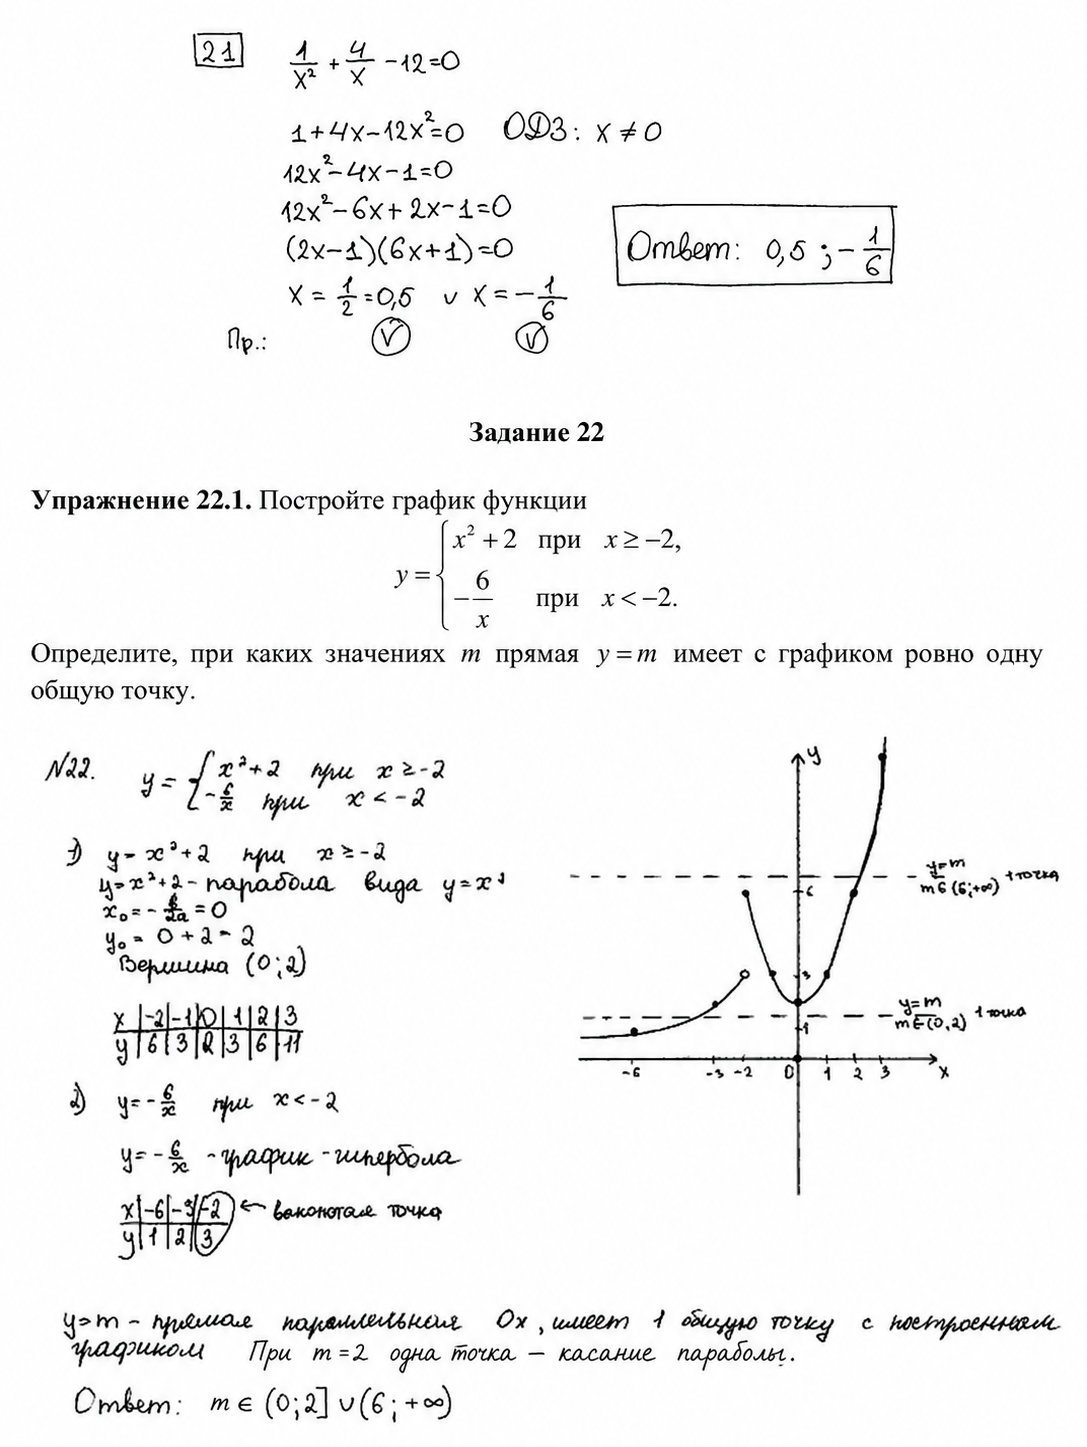 21 1/x² + 4/x - 12 = 0
1+4x-12x²=0 ОДЗ: x ≠ 0
12x²-4x-1=0
12x²-6x+2x-1=0
(2x-1)(6x+1)=0
x = 1/2 = 0,5 ∨ x = -1/6
Пр.: V V
Ответ: 0,5 ; -1/6
Задание 22
Упражнение 22.1. Постройте график функции
y = { x² + 2 при x ≥ -2,
-6/x при x < -2.
Определите, при каких значениях m прямая y = m имеет с графиком ровно одну
общую точку.
N22. y = { x²+2 при x ≥ -2
-6/x при x < -2
1) y = x²+2 при x ≥ -2
y=x²+2 - парабола вида y=x²
x₀ = - в/2a = 0
y₀ = 0+2 = 2
Вершина (0;2)
x | -2 | -1 | 0 | 1 | 2 | 3
y | 6 | 3 | 2 | 3 | 6 | 11
2) y = -6/x при x < -2
y = -6/x - график - гипербола
x | -6 | -3 | -2 ← выколотая точка
y | 1 | 2 | 3
y
y=m
m ∈ (6;+∞) 1 точка
6
3
y=m
m ∈ (0,2) 1 точка
1
-6 -3 -2 0 1 2 3 x
y=m - прямая параллельная Ox, имеет 1 общую точку с построенным
графиком При m = 2 одна точка — касание параболы.
Ответ: m ∈ (0;2] ∪ (6;+∞)